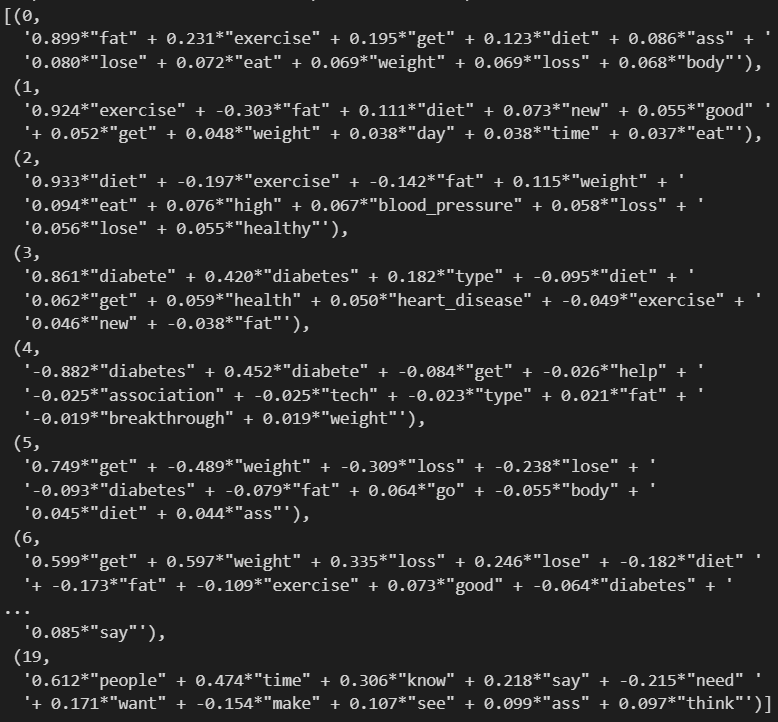 [(0,
'0.899*"fat" + 0.231*"exercise" + 0.195*"get" + 0.123*"diet" + 0.086*"ass" + '
'0.080*"lose" + 0.072*"eat" + 0.069*"weight" + 0.069*"loss" + 0.068*"body"'),
(1,
'0.924*"exercise" + -0.303*"fat" + 0.111*"diet" + 0.073*"new" + 0.055*"good" '
'+ 0.052*"get" + 0.048*"weight" + 0.038*"day" + 0.038*"time" + 0.037*"eat"'),
(2,
'0.933*"diet" + -0.197*"exercise" + -0.142*"fat" + 0.115*"weight" + '
'0.094*"eat" + 0.076*"high" + 0.067*"blood_pressure" + 0.058*"loss" + '
'0.056*"lose" + 0.055*"healthy"'),
(3,
'0.861*"diabete" + 0.420*"diabetes" + 0.182*"type" + -0.095*"diet" + '
'0.062*"get" + 0.059*"health" + 0.050*"heart_disease" + -0.049*"exercise" + '
'0.046*"new" + -0.038*"fat"'),
(4,
'-0.882*"diabetes" + 0.452*"diabete" + -0.084*"get" + -0.026*"help" + '
'-0.025*"association" + -0.025*"tech" + -0.023*"type" + 0.021*"fat" + '
'-0.019*"breakthrough" + 0.019*"weight"'),
(5,
'0.749*"get" + -0.489*"weight" + -0.309*"loss" + -0.238*"lose" + '
'-0.093*"diabetes" + -0.079*"fat" + 0.064*"go" + -0.055*"body" + '
'0.045*"diet" + 0.044*"ass"'),
(6,
'0.599*"get" + 0.597*"weight" + 0.335*"loss" + 0.246*"lose" + -0.182*"diet" '
'+ -0.173*"fat" + -0.109*"exercise" + 0.073*"good" + -0.064*"diabetes" + '
...
'0.085*"say"'),
(19,
'0.612*"people" + 0.474*"time" + 0.306*"know" + 0.218*"say" + -0.215*"need" '
'+ 0.171*"want" + -0.154*"make" + 0.107*"see" + 0.099*"ass" + 0.097*"think"')]